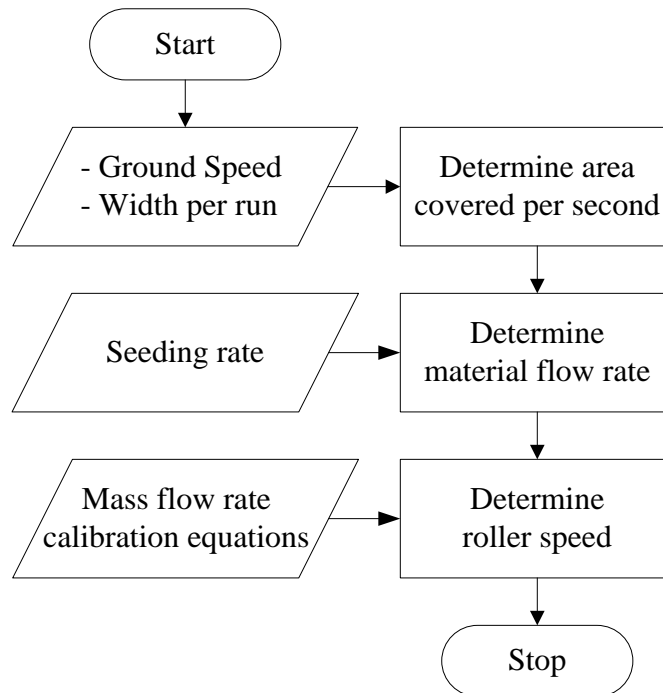 Start
- Ground Speed
- Width per run
Determine area
covered per second
Seeding rate
Determine
material flow rate
Mass flow rate
calibration equations
Determine
roller speed
Stop